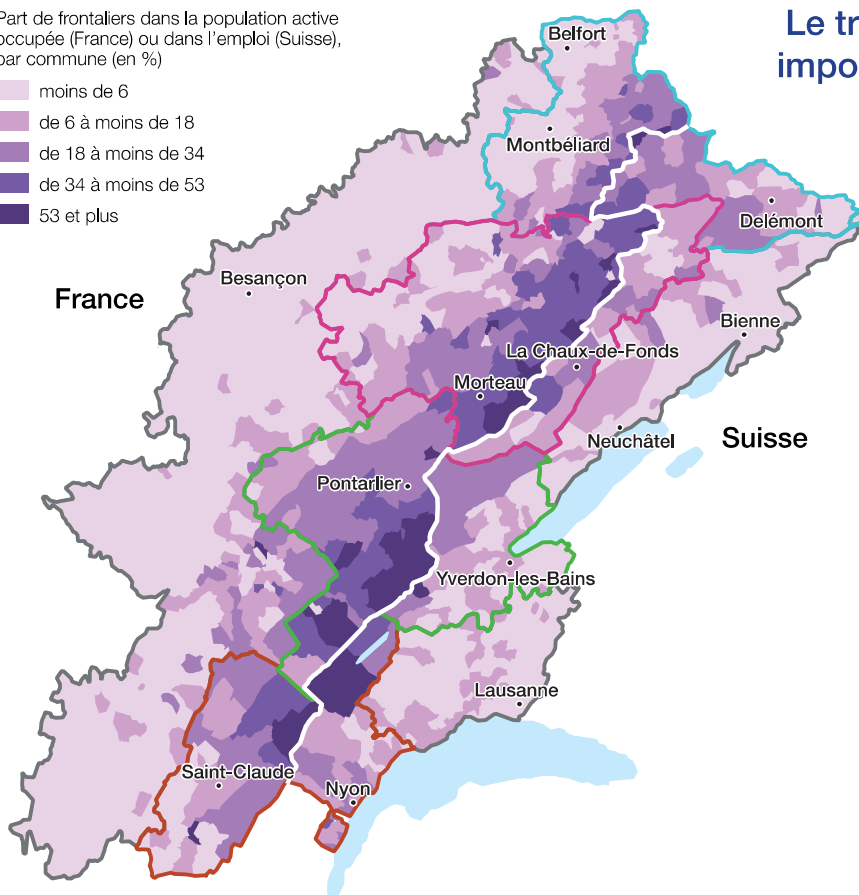 Part de frontaliers dans la population active
occupée (France) ou dans l'emploi (Suisse),
par commune (en %)
moins de 6
de 6 à moins de 18
de 18 à moins de 34
de 34 à moins de 53
53 et plus
Le
Belfort
Montbéliard
Delémont
Besançon
France
Bienne
La Chaux-de-Fonds
Morteau
Neuchâtel
Suisse
Pontarlier
Yverdon-les-Bains
Lausanne
Saint-Claude
Nyon